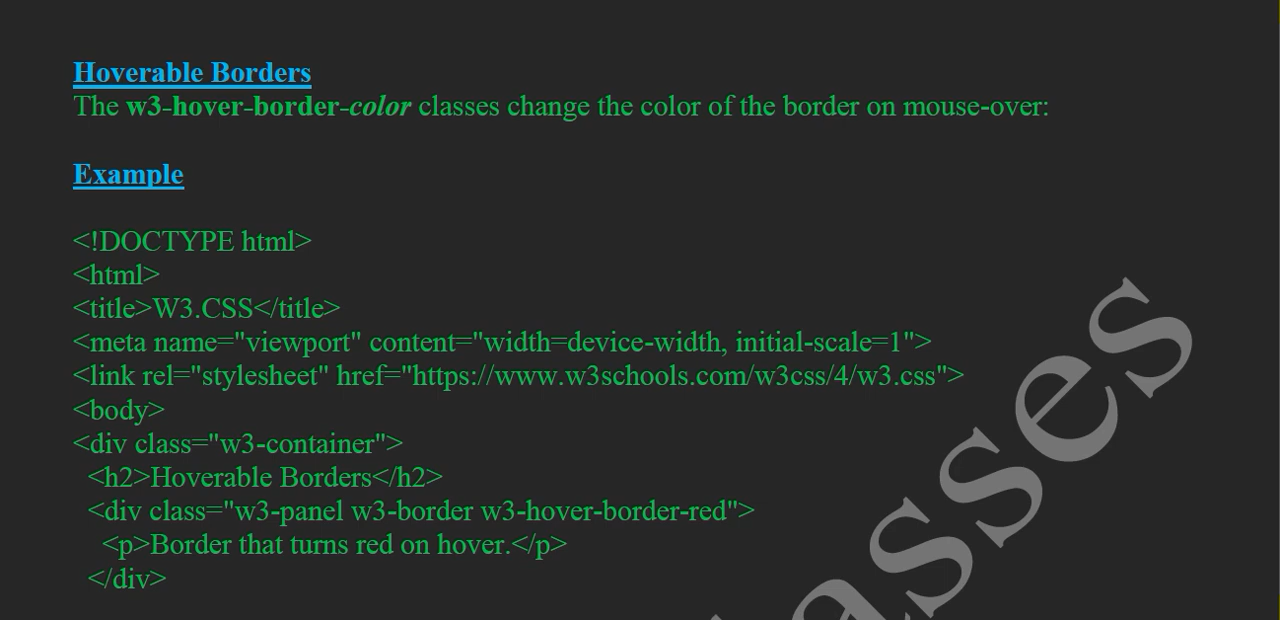 Hoverable Borders
The w3-hover-border-color classes change the color of the border on mouse-over:
Example
<!DOCTYPE html>
<html>
<title>W3.CSS</title>
<meta name="viewport" content="width=device-width, initial-scale=1">
<link rel="stylesheet" href="https://www.w3schools.com/w3css/4/w3.css">
<body>
<div class="w3-container">
<h2>Hoverable Borders</h2>
<div class="w3-panel w3-border w3-hover-border-red">
<p>Border that turns red on hover.</p>
</div>